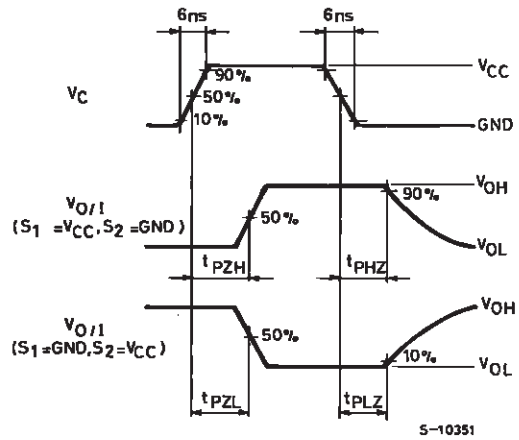 6ns
6ns
V_C
90%
50%
10%
V_CC
GND
V_O/I
(S_1 =V_CC, S_2=GND)
50%
90%
V_OH
V_OL
t_PZH
t_PHZ
V_O/I
(S_1=GND, S_2=V_CC)
50%
10%
V_OH
V_OL
t_PZL
t_PLZ
S-10351